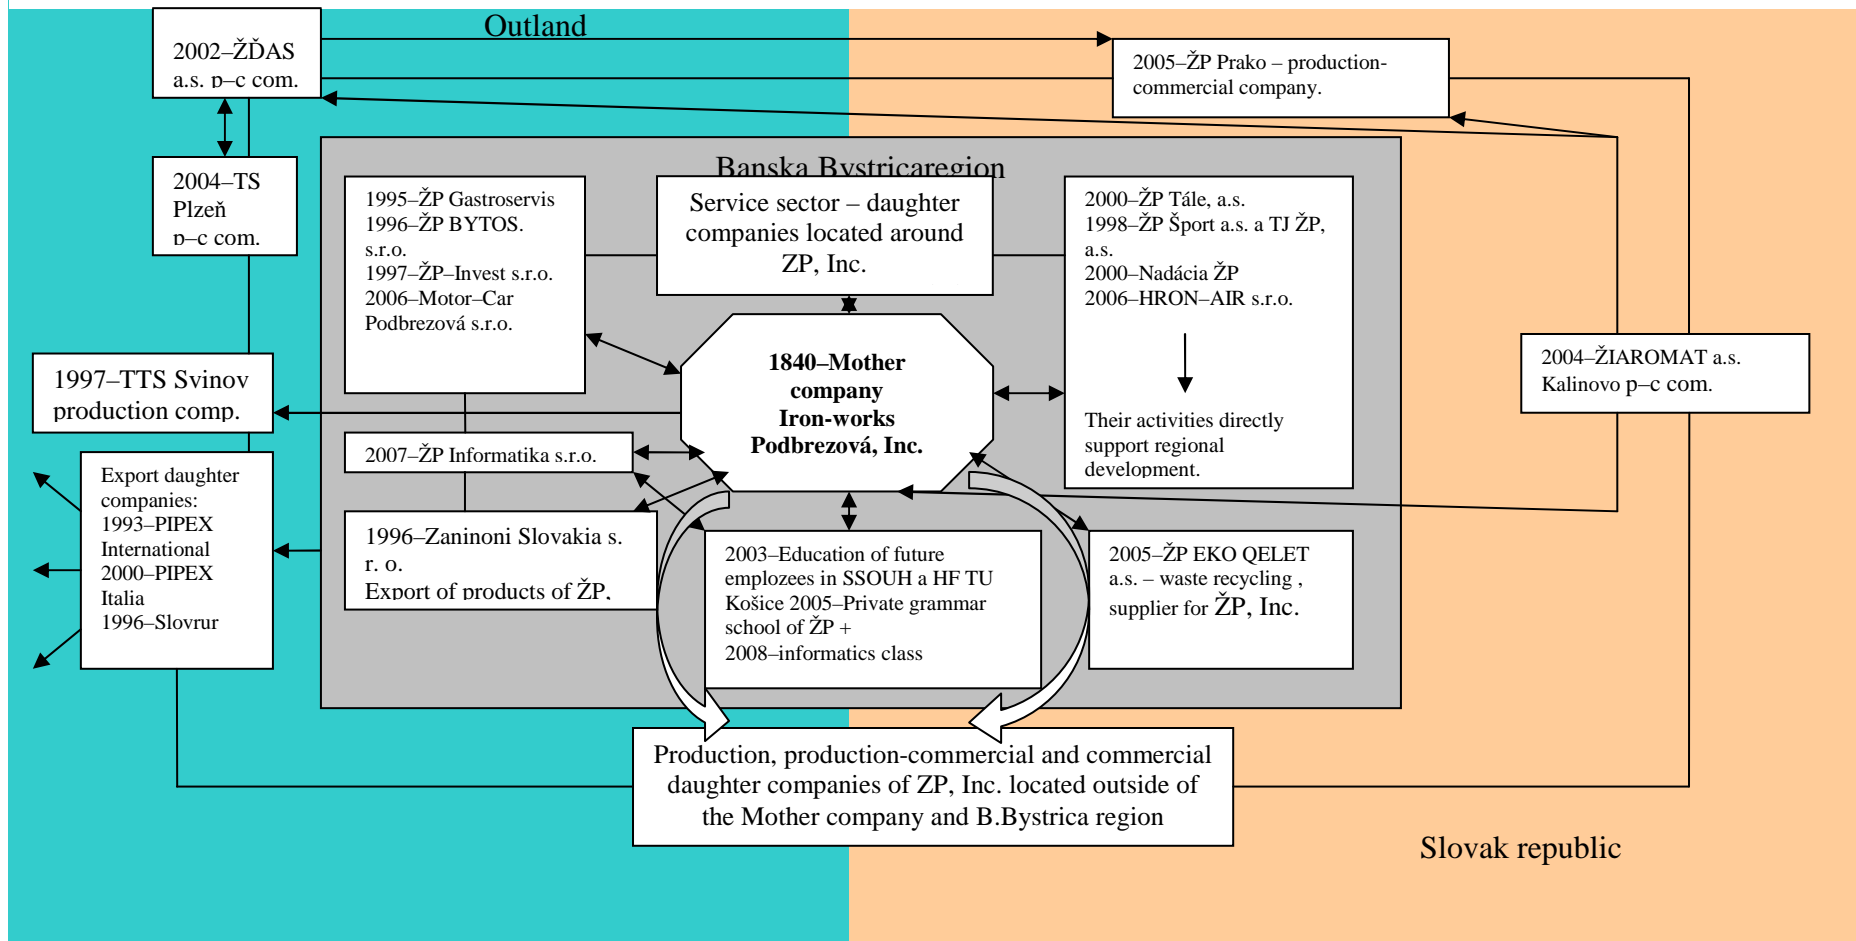 Outland
2002–ŽĎAS
a.s. p–c com.
2005–ŽP Prako – production-
commercial company.
2004–TS
Plzeň
p–c com.
Banska Bystricaregion
1995–ŽP Gastroservis
1996–ŽP BYTOS.
s.r.o.
1997–ŽP–Invest s.r.o.
2006–Motor–Car
Podbrezová s.r.o.
Service sector – daughter
companies located around
ZP, Inc.
2000–ŽP Tále, a.s.
1998–ŽP Šport a.s. a TJ ŽP,
a.s.
2000–Nadácia ŽP
2006–HRON–AIR s.r.o.
Their activities directly
support regional
development.
1840–Mother
company
Iron-works
Podbrezová, Inc.
2004–ŽIAROMAT a.s.
Kalinovo p–c com.
1997–TTS Svinov
production comp.
2007–ŽP Informatika s.r.o.
Export daughter
companies:
1993–PIPEX
International
2000–PIPEX
Italia
1996–Slovrur
1996–Zaninoni Slovakia s.
r. o.
Export of products of ŽP,
2003–Education of future
emplozees in SSOUH a HF TU
Košice 2005–Private grammar
school of ŽP +
2008–informatics class
2005–ŽP EKO QELET
a.s. – waste recycling ,
supplier for ŽP, Inc.
Production, production-commercial and commercial
daughter companies of ZP, Inc. located outside of
the Mother company and B.Bystrica region
Slovak republic